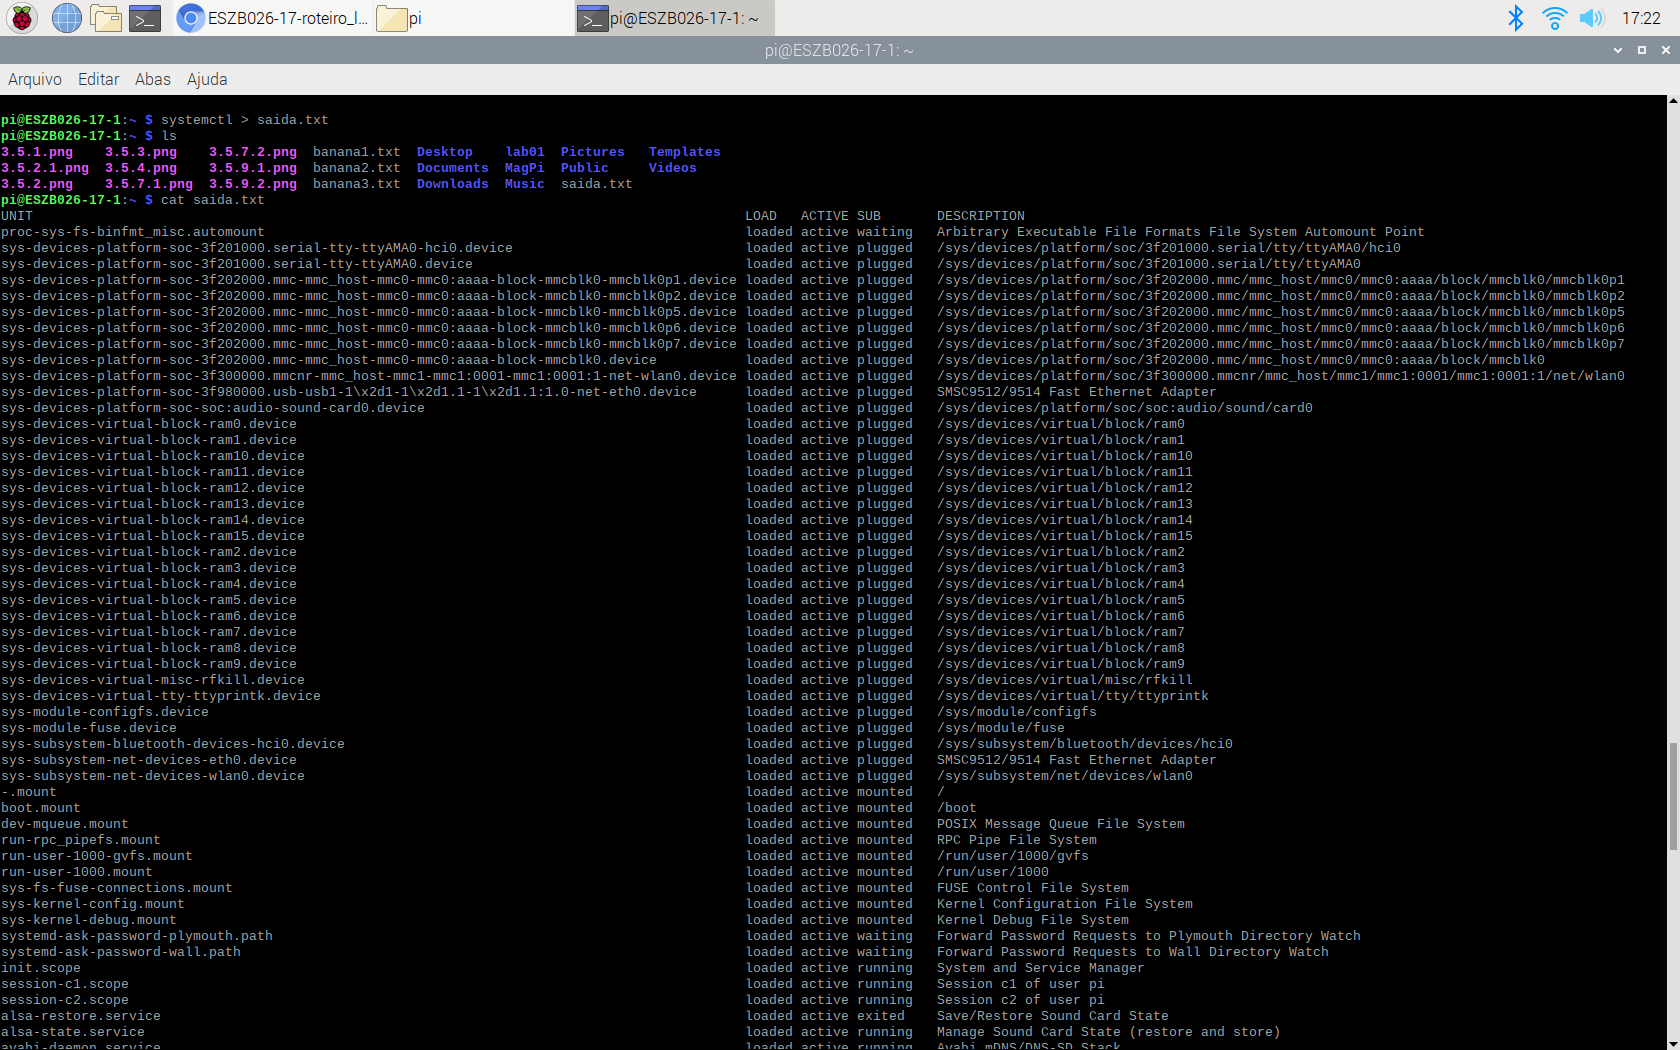 ESZB026-17-roteiro_l... pi pi@ESZB026-17-1: ~ 17:22
pi@ESZB026-17-1: ~
Arquivo Editar Abas Ajuda
pi@ESZB026-17-1:~ $ systemctl > saida.txt
pi@ESZB026-17-1:~ $ ls
3.5.1.png 3.5.3.png 3.5.7.2.png banana1.txt Desktop lab01 Pictures Templates
3.5.2.1.png 3.5.4.png 3.5.9.1.png banana2.txt Documents MagPi Public Videos
3.5.2.png 3.5.7.1.png 3.5.9.2.png banana3.txt Downloads Music saida.txt
pi@ESZB026-17-1:~ $ cat saida.txt
UNIT LOAD ACTIVE SUB DESCRIPTION
proc-sys-fs-binfmt_misc.automount loaded active waiting Arbitrary Executable File Formats File System Automount Point
sys-devices-platform-soc-3f201000.serial-tty-ttyAMA0-hci0.device loaded active plugged /sys/devices/platform/soc/3f201000.serial/tty/ttyAMA0/hci0
sys-devices-platform-soc-3f201000.serial-tty-ttyAMA0.device loaded active plugged /sys/devices/platform/soc/3f201000.serial/tty/ttyAMA0
sys-devices-platform-soc-3f202000.mmc-mmc_host-mmc0-mmc0:aaaa-block-mmcblk0-mmcblk0p1.device loaded active plugged /sys/devices/platform/soc/3f202000.mmc/mmc_host/mmc0/mmc0:aaaa/block/mmcblk0/mmcblk0p1
sys-devices-platform-soc-3f202000.mmc-mmc_host-mmc0-mmc0:aaaa-block-mmcblk0-mmcblk0p2.device loaded active plugged /sys/devices/platform/soc/3f202000.mmc/mmc_host/mmc0/mmc0:aaaa/block/mmcblk0/mmcblk0p2
sys-devices-platform-soc-3f202000.mmc-mmc_host-mmc0-mmc0:aaaa-block-mmcblk0-mmcblk0p5.device loaded active plugged /sys/devices/platform/soc/3f202000.mmc/mmc_host/mmc0/mmc0:aaaa/block/mmcblk0/mmcblk0p5
sys-devices-platform-soc-3f202000.mmc-mmc_host-mmc0-mmc0:aaaa-block-mmcblk0-mmcblk0p6.device loaded active plugged /sys/devices/platform/soc/3f202000.mmc/mmc_host/mmc0/mmc0:aaaa/block/mmcblk0/mmcblk0p6
sys-devices-platform-soc-3f202000.mmc-mmc_host-mmc0-mmc0:aaaa-block-mmcblk0-mmcblk0p7.device loaded active plugged /sys/devices/platform/soc/3f202000.mmc/mmc_host/mmc0/mmc0:aaaa/block/mmcblk0/mmcblk0p7
sys-devices-platform-soc-3f202000.mmc-mmc_host-mmc0-mmc0:aaaa-block-mmcblk0.device loaded active plugged /sys/devices/platform/soc/3f202000.mmc/mmc_host/mmc0/mmc0:aaaa/block/mmcblk0
sys-devices-platform-soc-3f300000.mmcnr-mmc_host-mmc1-mmc1:0001-mmc1:0001:1-net-wlan0.device loaded active plugged /sys/devices/platform/soc/3f300000.mmcnr/mmc_host/mmc1/mmc1:0001/mmc1:0001:1/net/wlan0
sys-devices-platform-soc-3f980000.usb-usb1-1\x2d1-1\x2d1.1-1\x2d1.1:1.0-net-eth0.device loaded active plugged SMSC9512/9514 Fast Ethernet Adapter
sys-devices-platform-soc-soc:audio-sound-card0.device loaded active plugged /sys/devices/platform/soc/soc:audio/sound/card0
sys-devices-virtual-block-ram0.device loaded active plugged /sys/devices/virtual/block/ram0
sys-devices-virtual-block-ram1.device loaded active plugged /sys/devices/virtual/block/ram1
sys-devices-virtual-block-ram10.device loaded active plugged /sys/devices/virtual/block/ram10
sys-devices-virtual-block-ram11.device loaded active plugged /sys/devices/virtual/block/ram11
sys-devices-virtual-block-ram12.device loaded active plugged /sys/devices/virtual/block/ram12
sys-devices-virtual-block-ram13.device loaded active plugged /sys/devices/virtual/block/ram13
sys-devices-virtual-block-ram14.device loaded active plugged /sys/devices/virtual/block/ram14
sys-devices-virtual-block-ram15.device loaded active plugged /sys/devices/virtual/block/ram15
sys-devices-virtual-block-ram2.device loaded active plugged /sys/devices/virtual/block/ram2
sys-devices-virtual-block-ram3.device loaded active plugged /sys/devices/virtual/block/ram3
sys-devices-virtual-block-ram4.device loaded active plugged /sys/devices/virtual/block/ram4
sys-devices-virtual-block-ram5.device loaded active plugged /sys/devices/virtual/block/ram5
sys-devices-virtual-block-ram6.device loaded active plugged /sys/devices/virtual/block/ram6
sys-devices-virtual-block-ram7.device loaded active plugged /sys/devices/virtual/block/ram7
sys-devices-virtual-block-ram8.device loaded active plugged /sys/devices/virtual/block/ram8
sys-devices-virtual-block-ram9.device loaded active plugged /sys/devices/virtual/block/ram9
sys-devices-virtual-misc-rfkill.device loaded active plugged /sys/devices/virtual/misc/rfkill
sys-devices-virtual-tty-ttyprintk.device loaded active plugged /sys/devices/virtual/tty/ttyprintk
sys-module-configfs.device loaded active plugged /sys/module/configfs
sys-module-fuse.device loaded active plugged /sys/module/fuse
sys-subsystem-bluetooth-devices-hci0.device loaded active plugged /sys/subsystem/bluetooth/devices/hci0
sys-subsystem-net-devices-eth0.device loaded active plugged SMSC9512/9514 Fast Ethernet Adapter
sys-subsystem-net-devices-wlan0.device loaded active plugged /sys/subsystem/net/devices/wlan0
-.mount loaded active mounted /
boot.mount loaded active mounted /boot
dev-mqueue.mount loaded active mounted POSIX Message Queue File System
run-rpc_pipefs.mount loaded active mounted RPC Pipe File System
run-user-1000-gvfs.mount loaded active mounted /run/user/1000/gvfs
run-user-1000.mount loaded active mounted /run/user/1000
sys-fs-fuse-connections.mount loaded active mounted FUSE Control File System
sys-kernel-config.mount loaded active mounted Kernel Configuration File System
sys-kernel-debug.mount loaded active mounted Kernel Debug File System
systemd-ask-password-plymouth.path loaded active waiting Forward Password Requests to Plymouth Directory Watch
systemd-ask-password-wall.path loaded active waiting Forward Password Requests to Wall Directory Watch
init.scope loaded active running System and Service Manager
session-c1.scope loaded active running Session c1 of user pi
session-c2.scope loaded active running Session c2 of user pi
alsa-restore.service loaded active exited Save/Restore Sound Card State
alsa-state.service loaded active running Manage Sound Card State (restore and store)
avahi-daemon.service loaded active running Avahi mDNS/DNS-SD Stack